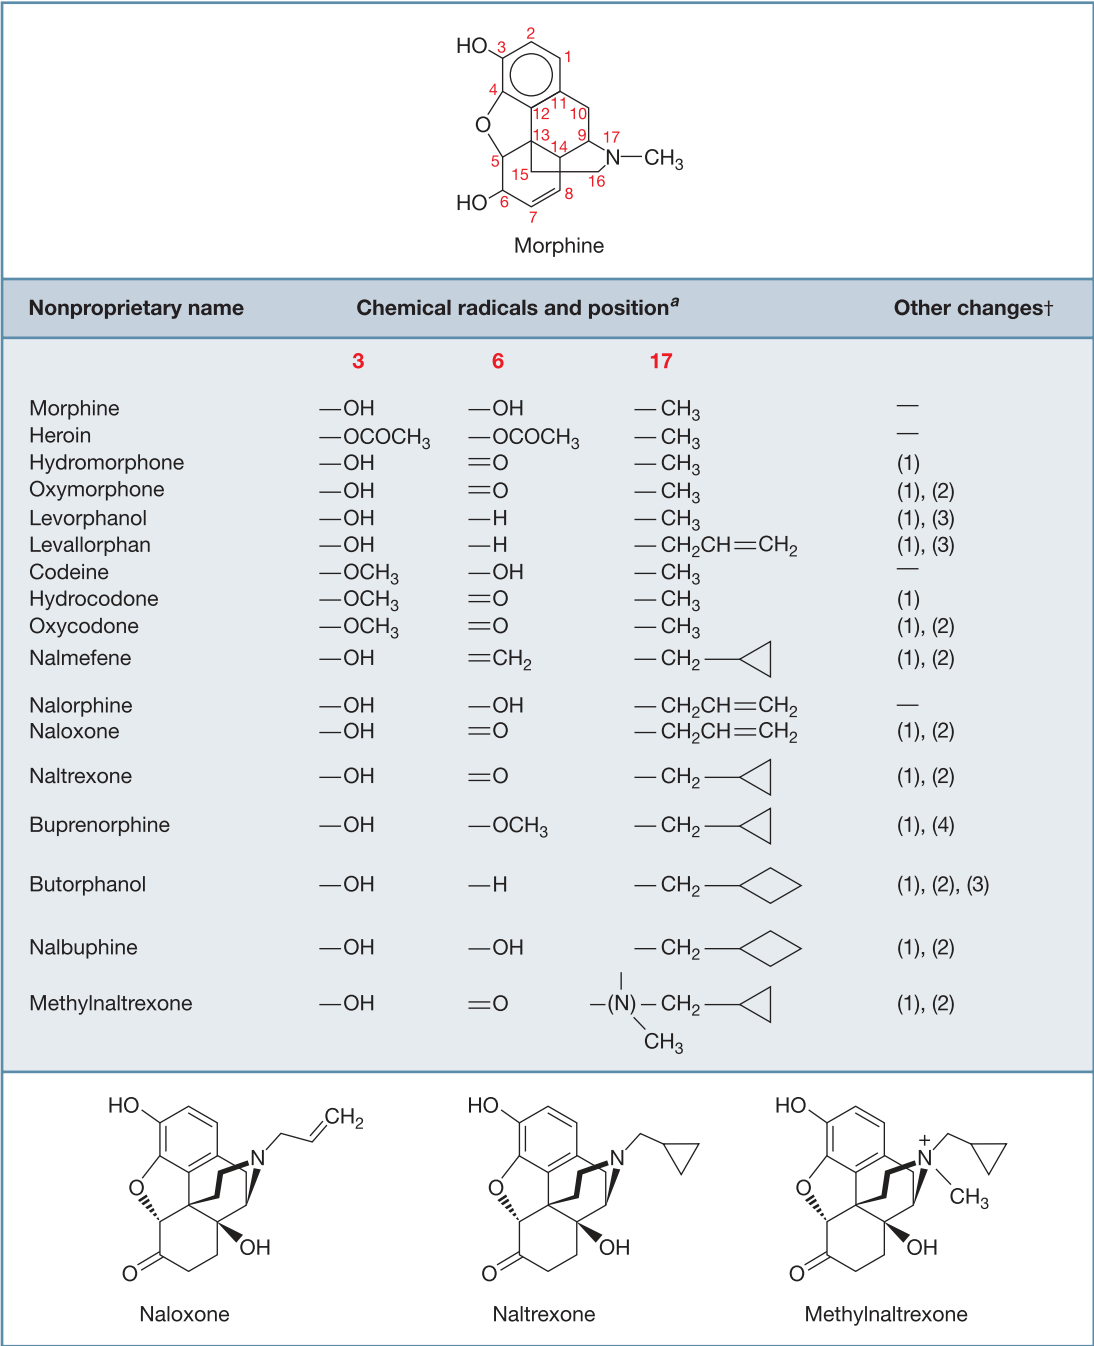 HO
3
2
1
4
11
12
10
O
13
9
17
14
N—CH₃
5
15
16
8
HO
6
7
Morphine
Nonproprietary name Chemical radicals and positionᵃ Other changes†
3 6 17
Morphine —OH —OH —CH₃ —
Heroin —OCOCH₃ —OCOCH₃ —CH₃ —
Hydromorphone —OH =O —CH₃ (1)
Oxymorphone —OH =O —CH₃ (1), (2)
Levorphanol —OH —H —CH₃ (1), (3)
Levallorphan —OH —H —CH₂CH=CH₂ (1), (3)
Codeine —OCH₃ —OH —CH₃ —
Hydrocodone —OCH₃ =O —CH₃ (1)
Oxycodone —OCH₃ =O —CH₃ (1), (2)
Nalmefene —OH =CH₂ —CH₂— (1), (2)
Nalorphine —OH —OH —CH₂CH=CH₂ —
Naloxone —OH =O —CH₂CH=CH₂ (1), (2)
Naltrexone —OH =O —CH₂— (1), (2)
Buprenorphine —OH —OCH₃ —CH₂— (1), (4)
Butorphanol —OH —H —CH₂— (1), (2), (3)
Nalbuphine —OH —OH —CH₂— (1), (2)
Methylnaltrexone —OH =O —(N)—CH₂— (1), (2)
CH₃
HO CH₂ N O OH O
HO N O OH O
HO + N O CH₃ OH O
Naloxone Naltrexone Methylnaltrexone